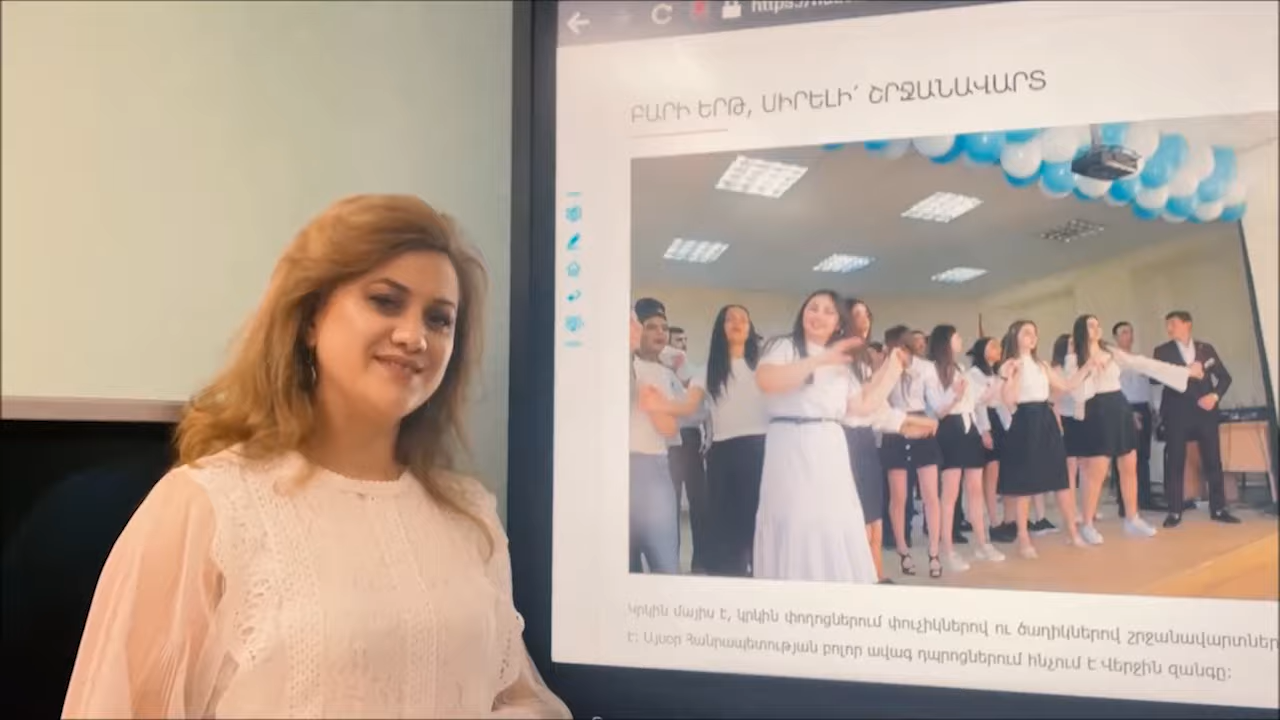 https://
ԲԱՐԻ ԵՐԹ, ՍԻՐԵԼԻ՛ ՇՐՋԱՆԱՎԱՐՏ
Կրկին մայիս է, կրկին փողոցներում փուչիկներով ու ծաղիկներով շրջանավարտներ
է: Այսօր Հանրապետության բոլոր ավագ դպրոցներում հնչում է վերջին զանգը: